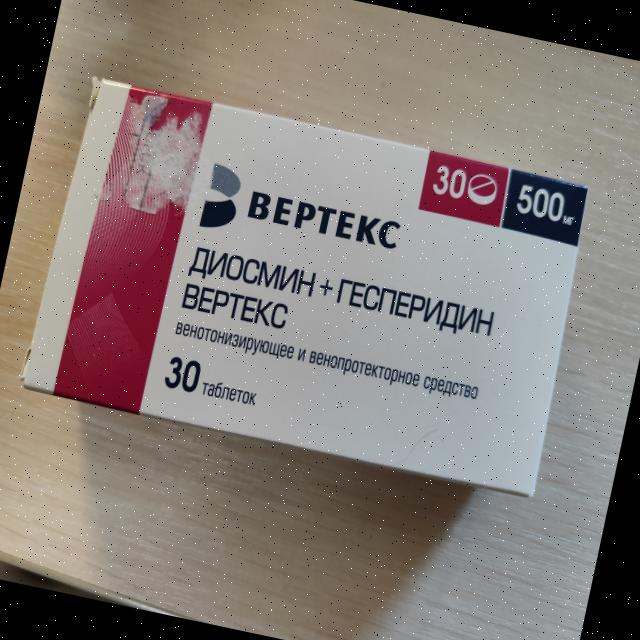 30
500 мг
ВЕРТЕКС
ДИОСМИН + ГЕСПЕРИДИН
ВЕРТЕКС
венотонизирующее и венопротекторное средство
30 таблеток